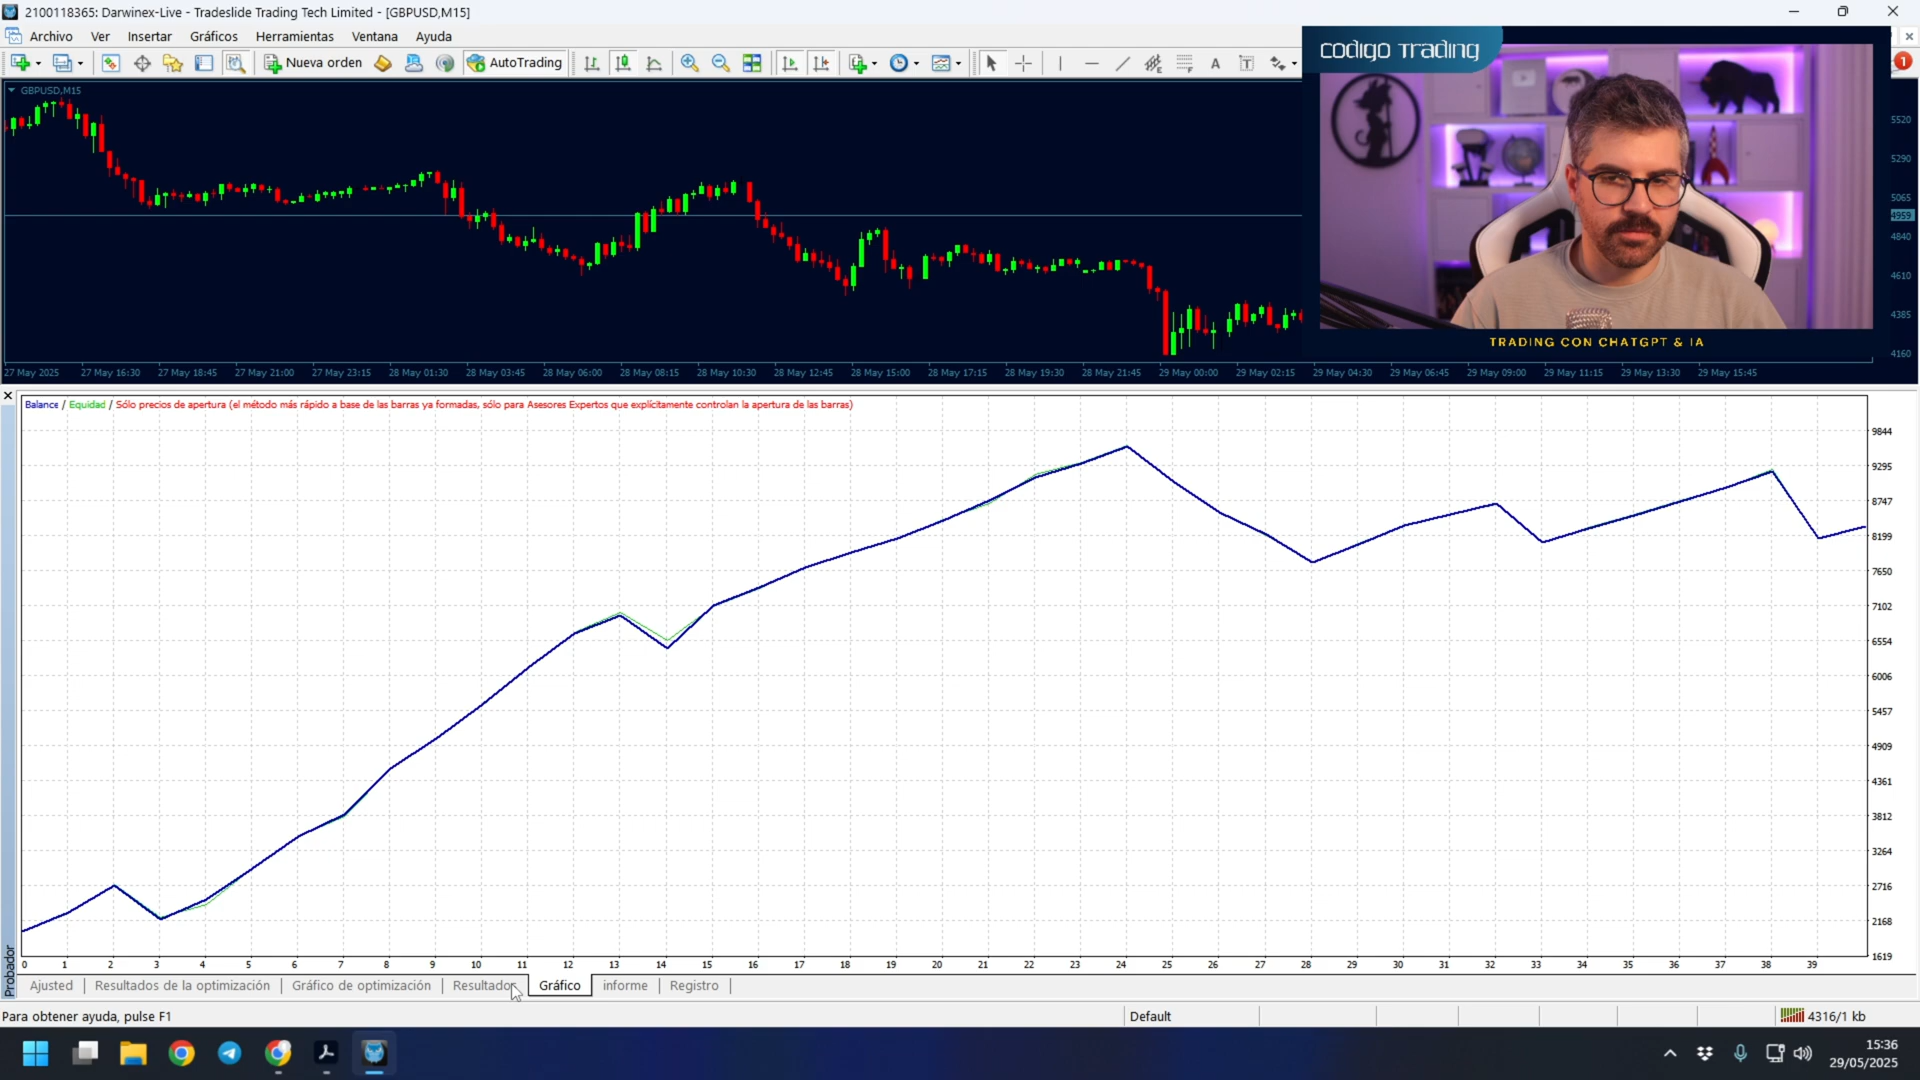 2100118365: Darwinex-Live - Tradeslide Trading Tech Limited - [GBPUSD,M15]
Archivo Ver Insertar Gráficos Herramientas Ventana Ayuda
Nueva orden AutoTrading
A T
1
codigo Trading
TRADING CON CHATGPT & IA
GBPUSD,M15
5520
5290
5065
4959
4840
4610
4385
4160
27 May 2025 27 May 16:30 27 May 18:45 27 May 21:00 27 May 23:15 28 May 01:30 28 May 03:45 28 May 06:00 28 May 08:15 28 May 10:30 28 May 12:45 28 May 15:00 28 May 17:15 28 May 19:30 28 May 21:45 29 May 00:00 29 May 02:15 29 May 04:30 29 May 06:45 29 May 09:00 29 May 11:15 29 May 13:30 29 May 15:45
Balance / Equidad / Sólo precios de apertura (el método más rápido a base de las barras ya formadas, sólo para Asesores Expertos que explícitamente controlan la apertura de las barras)
9844
9295
8747
8199
7650
7102
6554
6006
5457
4909
4361
3812
3264
2716
2168
1619
0 1 2 3 4 5 6 7 8 9 10 11 12 13 14 15 16 17 18 19 20 21 22 23 24 25 26 27 28 29 30 31 32 33 34 35 36 37 38 39
Probador
Ajusted Resultados de la optimización Gráfico de optimización Resultados Gráfico informe Registro
Para obtener ayuda, pulse F1
Default
4316/1 kb
15:36
29/05/2025